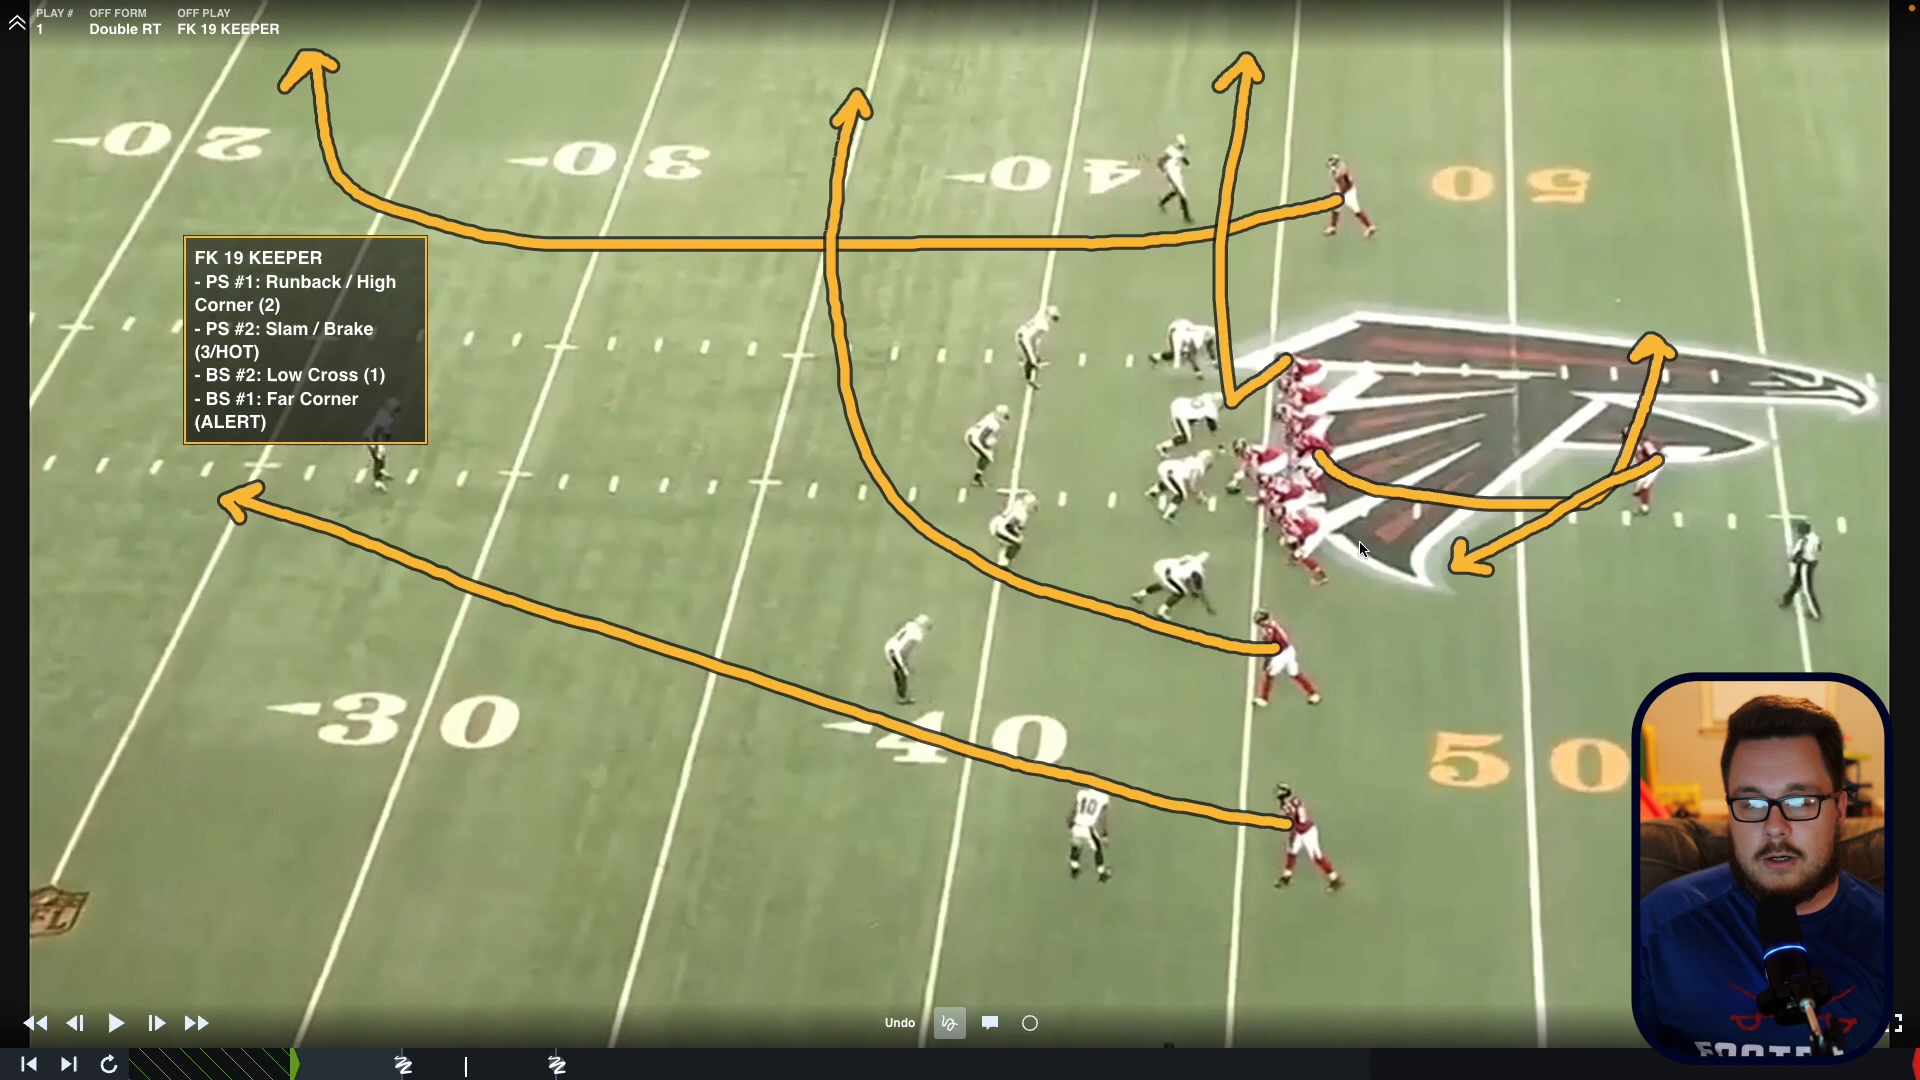 PLAY # OFF FORM OFF PLAY
1 Double RT FK 19 KEEPER
20 30 40 50
FK 19 KEEPER
- PS #1: Runback / High
Corner (2)
- PS #2: Slam / Brake
(3/HOT)
- BS #2: Low Cross (1)
- BS #1: Far Corner
(ALERT)
30 40 50
10
Undo